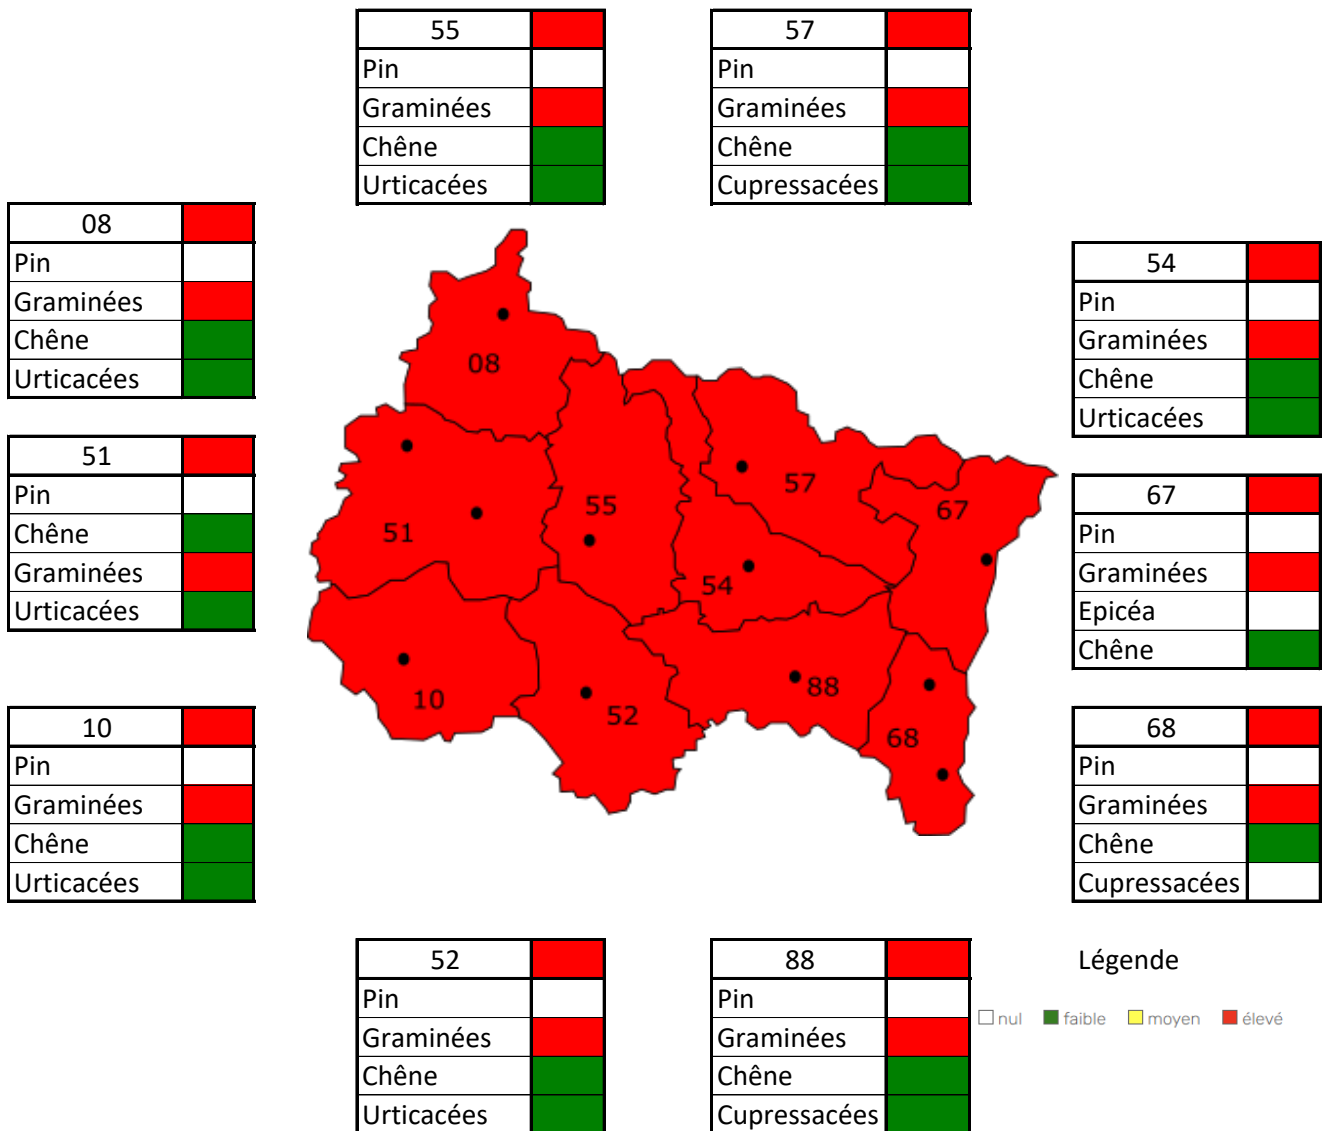 55
Pin
Graminées
Chêne
Urticacées
57
Pin
Graminées
Chêne
Cupressacées
08
Pin
Graminées
Chêne
Urticacées
51
Pin
Chêne
Graminées
Urticacées
10
Pin
Graminées
Chêne
Urticacées
08
51
55
57
67
54
10
52
88
68
54
Pin
Graminées
Chêne
Urticacées
67
Pin
Graminées
Epicéa
Chêne
68
Pin
Graminées
Chêne
Cupressacées
52
Pin
Graminées
Chêne
Urticacées
88
Pin
Graminées
Chêne
Cupressacées
Légende
nul faible moyen élevé